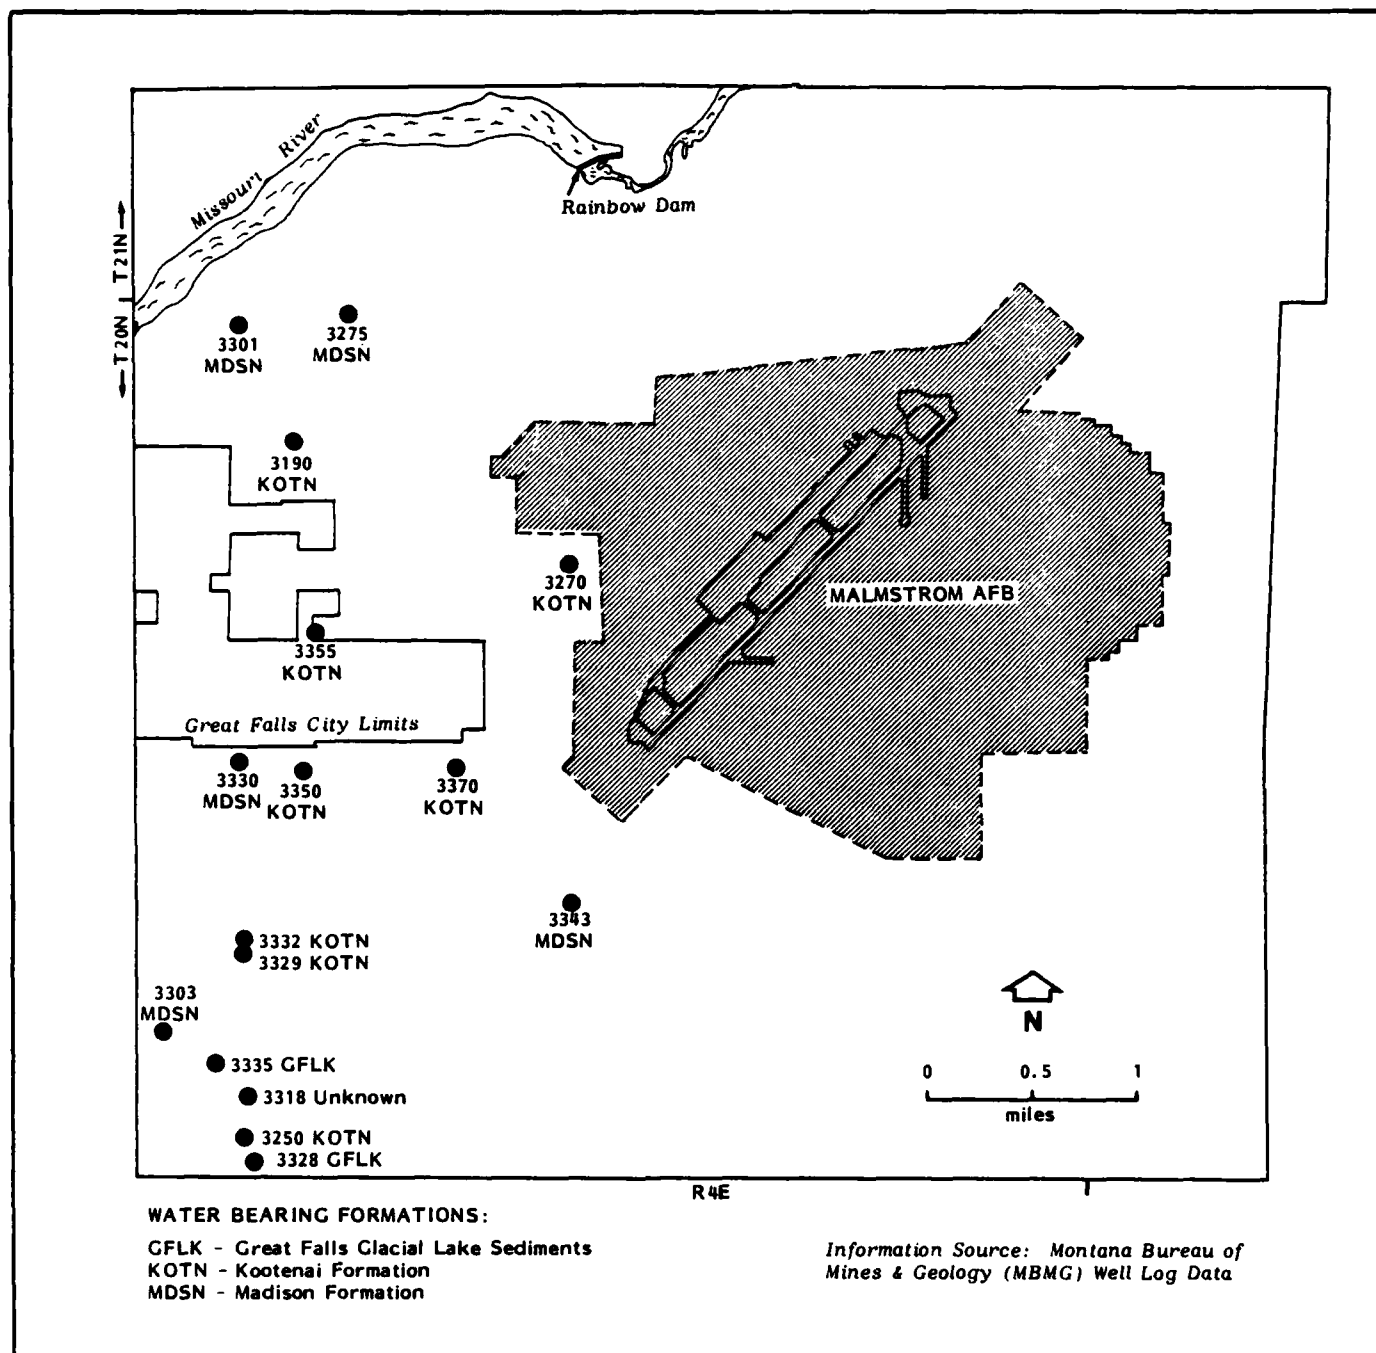 Missouri River
Rainbow Dam
T21N
T20N
3301
MDSN
3275
MDSN
3190
KOTN
3270
KOTN
MALMSTROM AFB
3355
KOTN
Great Falls City Limits
3330
MDSN
3350
KOTN
3370
KOTN
3343
MDSN
3332 KOTN
3329 KOTN
3303
MDSN
3335 GFLK
3318 Unknown
3250 KOTN
3328 GFLK
N
0 0.5 1
miles
R4E
WATER BEARING FORMATIONS:
GFLK - Great Falls Glacial Lake Sediments
KOTN - Kootenai Formation
MDSN - Madison Formation
Information Source: Montana Bureau of
Mines & Geology (MBMG) Well Log Data